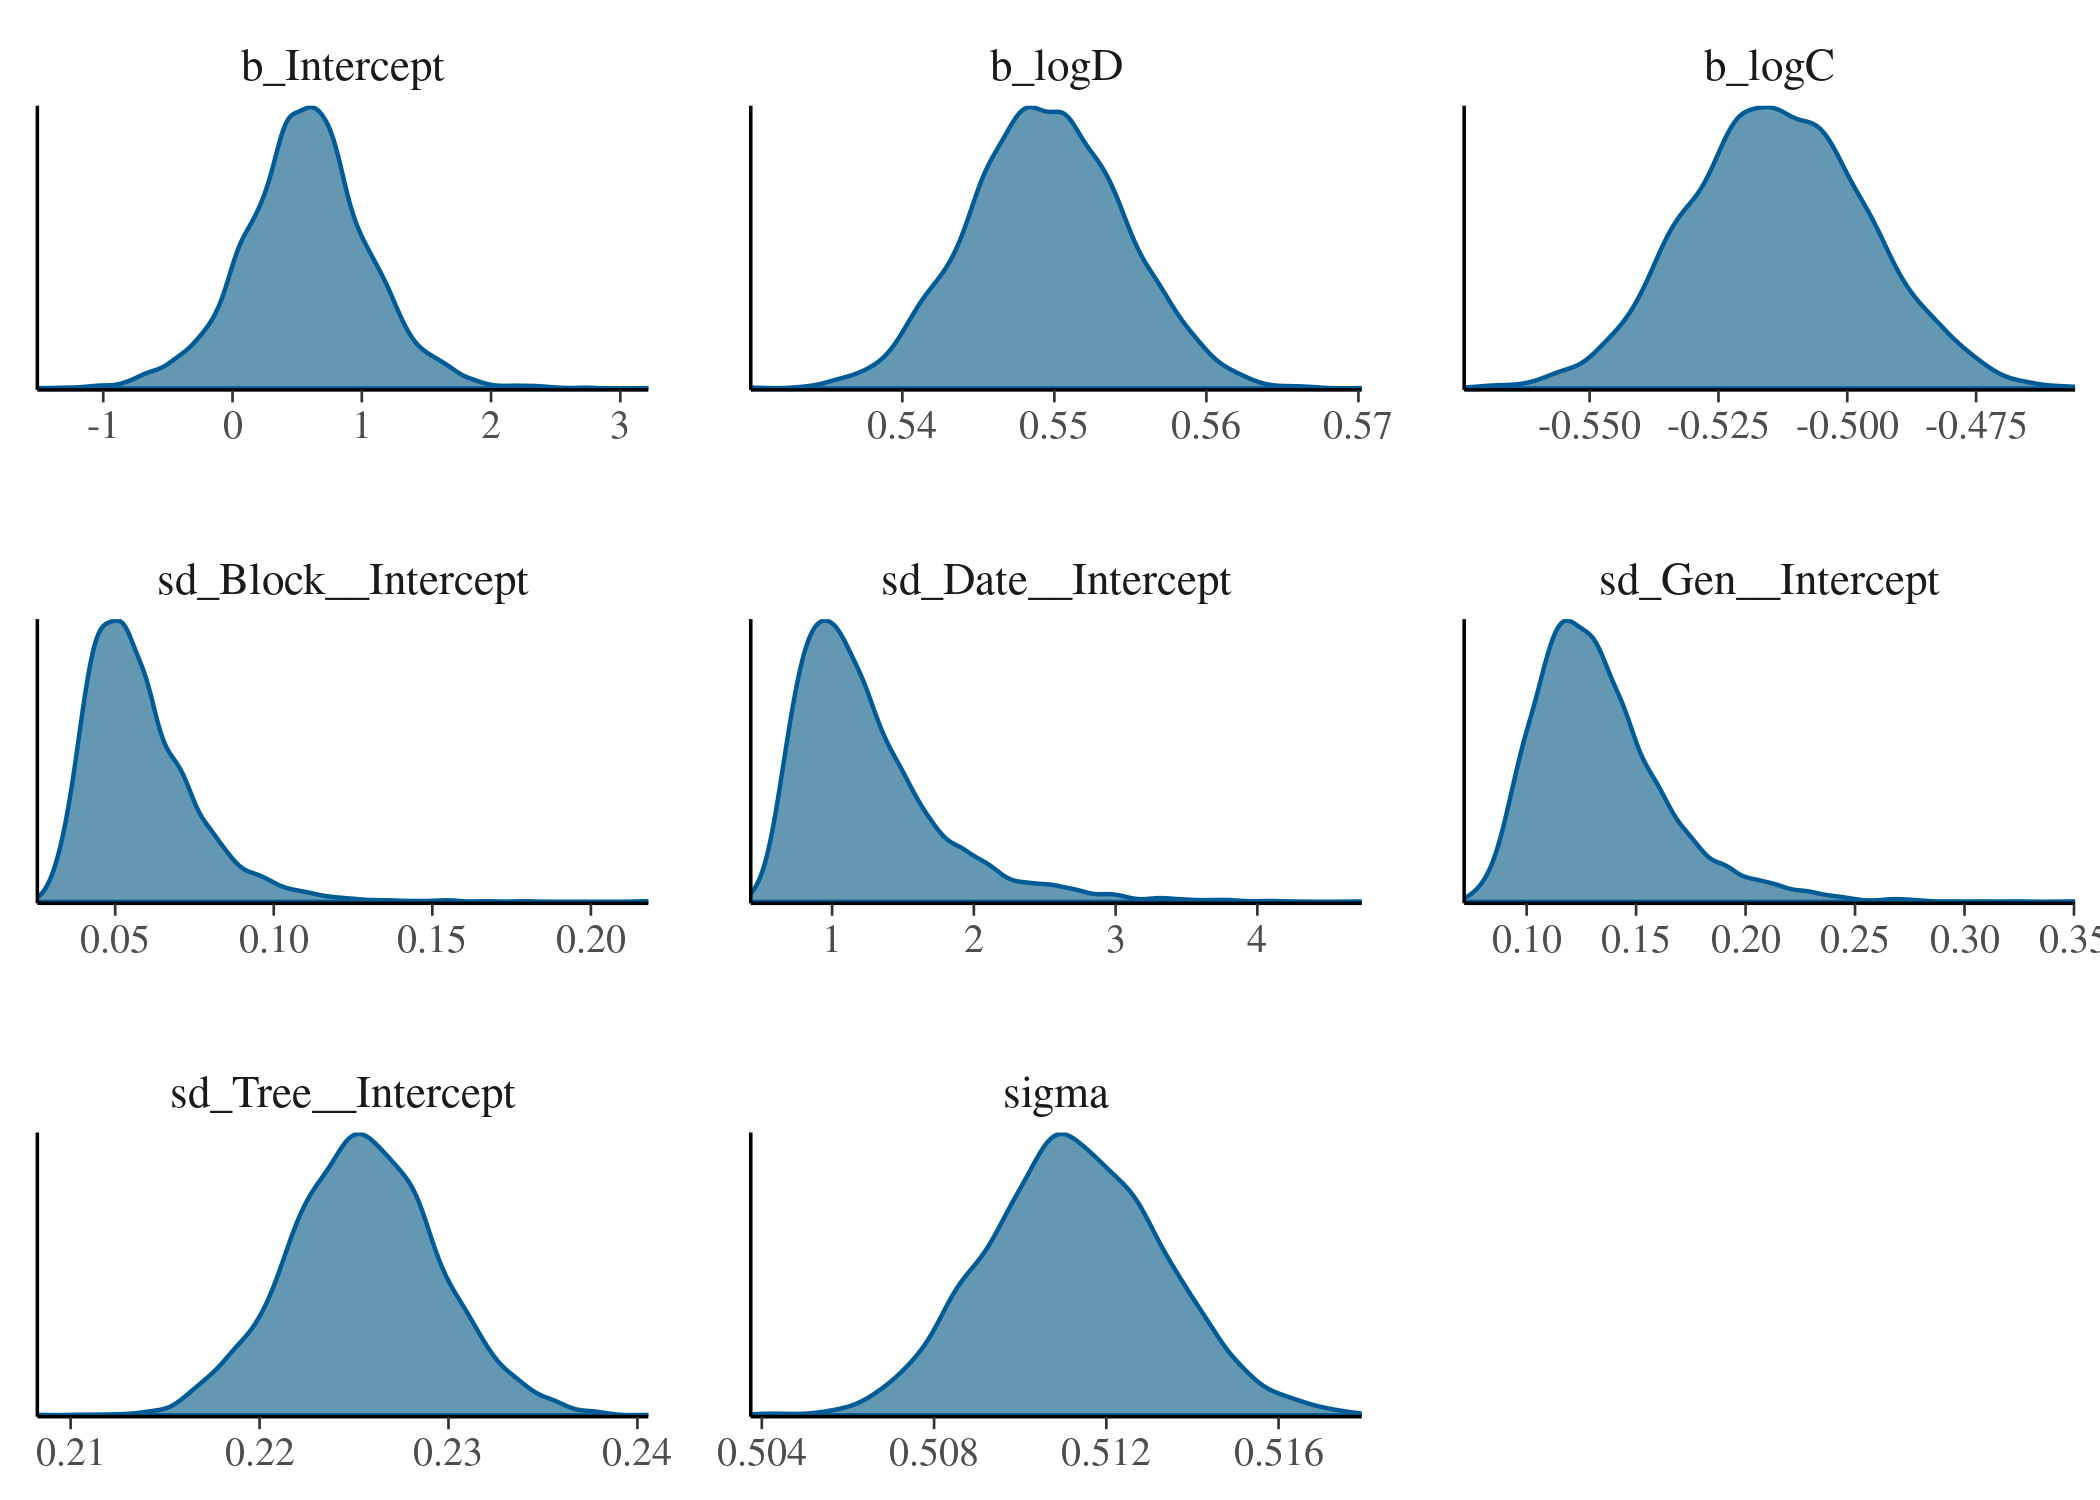 b_Intercept b_logD b_logC
-1 0 1 2 3 0.54 0.55 0.56 0.57 -0.550 -0.525 -0.500 -0.475
sd_Block__Intercept sd_Date__Intercept sd_Gen__Intercept
0.05 0.10 0.15 0.20 1 2 3 4 0.10 0.15 0.20 0.25 0.30 0.35
sd_Tree__Intercept sigma
0.21 0.22 0.23 0.24 0.504 0.508 0.512 0.516